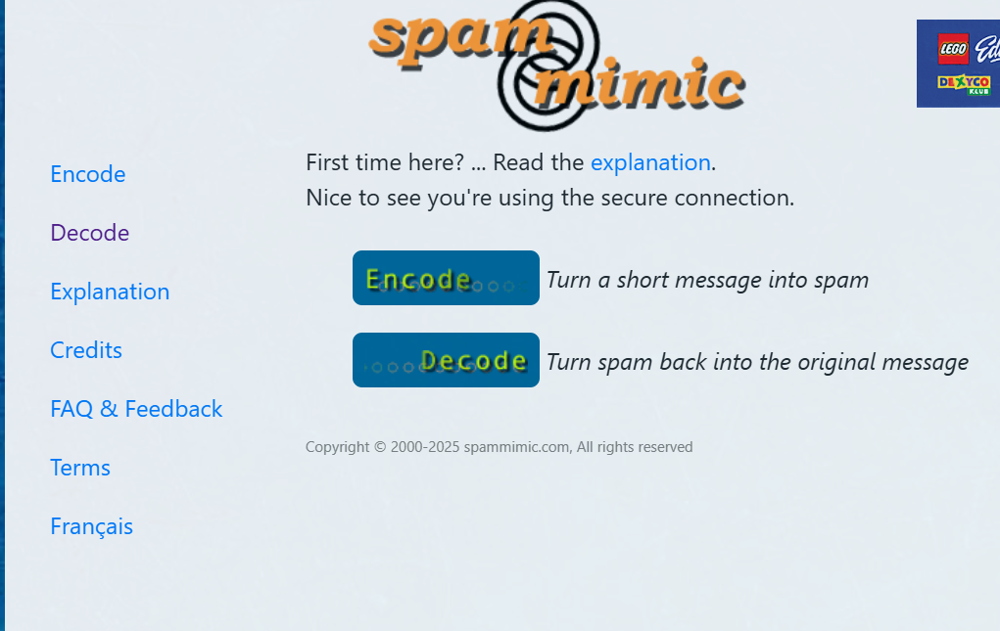 spam
mimic
LEGO
DEXYCO
KLUB
Encode
Decode
Explanation
Credits
FAQ & Feedback
Terms
Français
First time here? ... Read the explanation.
Nice to see you're using the secure connection.
Encode Turn a short message into spam
Decode Turn spam back into the original message
Copyright © 2000-2025 spammimic.com, All rights reserved